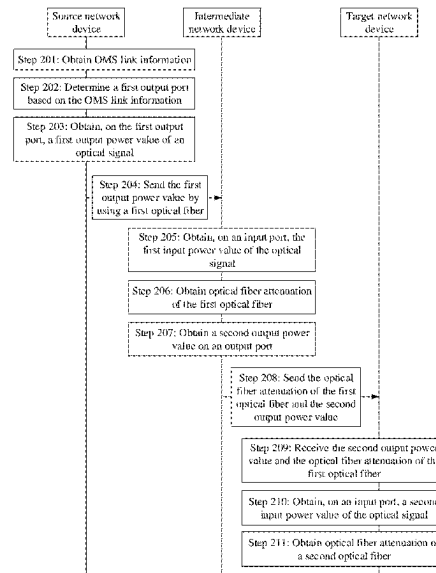 Source network
device
Intermediate
network device
Target network
device
Step 201: Obtain OMS link information
Step 202: Determine a first output port
based on the OMS link information
Step 203: Obtain, on the first output
port, a first output power value of an
optical signal
Step 204: Send the first
output power value by
using a first optical fiber
Step 205: Obtain, on an input port, the
first input power value of the optical
signal
Step 206: Obtain optical fiber attenuation
of the first optical fiber
Step 207: Obtain a second output power
value on an output port
Step 208: Send the optical
fiber attenuation of the first
optical fiber and the second
output power value
Step 209: Receive the second output power
value and the optical fiber attenuation of the
first optical fiber
Step 210: Obtain, on an input port, a second
input power value of the optical signal
Step 211: Obtain optical fiber attenuation of
a second optical fiber